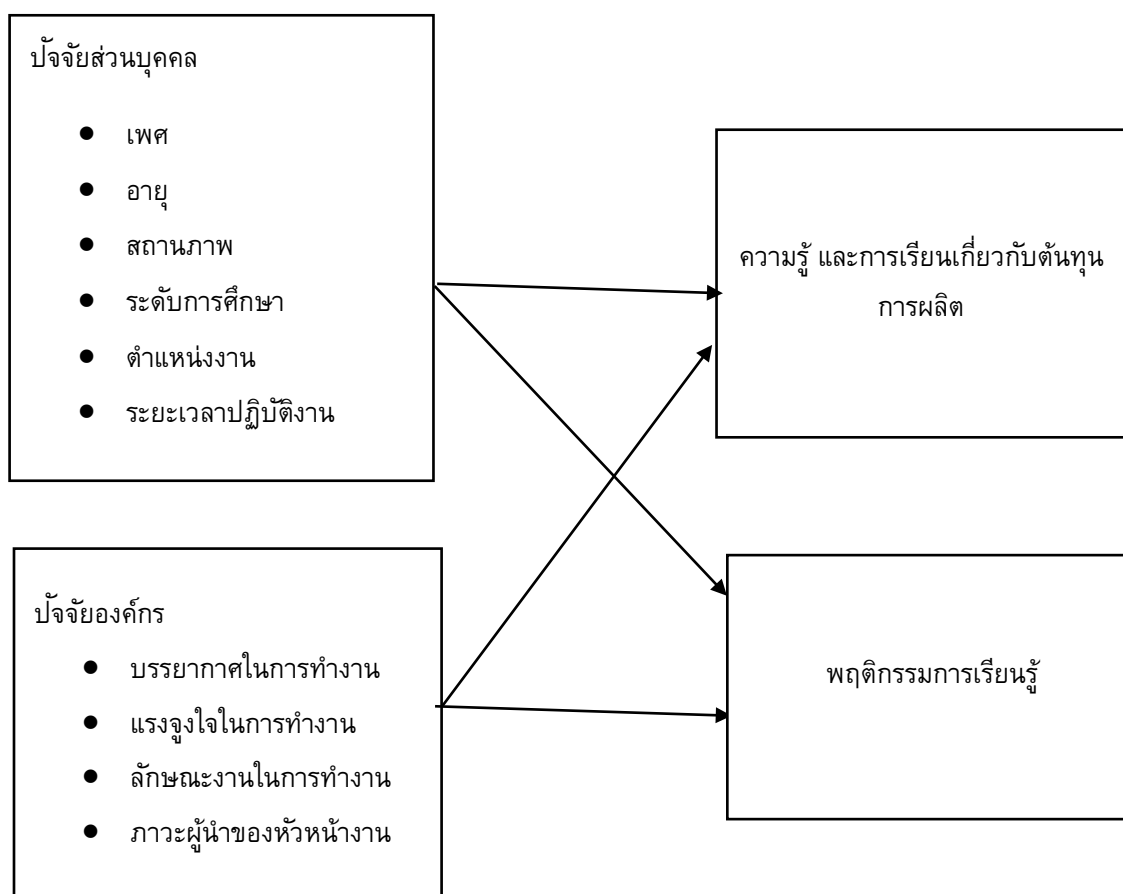 ปัจจัยส่วนบุคคล
● เพศ
● อายุ
● สถานภาพ
● ระดับการศึกษา
● ตำแหน่งงาน
● ระยะเวลาปฏิบัติงาน
ความรู้ และการเรียนเกี่ยวกับต้นทุน
การผลิต
ปัจจัยองค์กร
● บรรยากาศในการทำงาน
● แรงจูงใจในการทำงาน
● ลักษณะงานในการทำงาน
● ภาวะผู้นำของหัวหน้างาน
พฤติกรรมการเรียนรู้